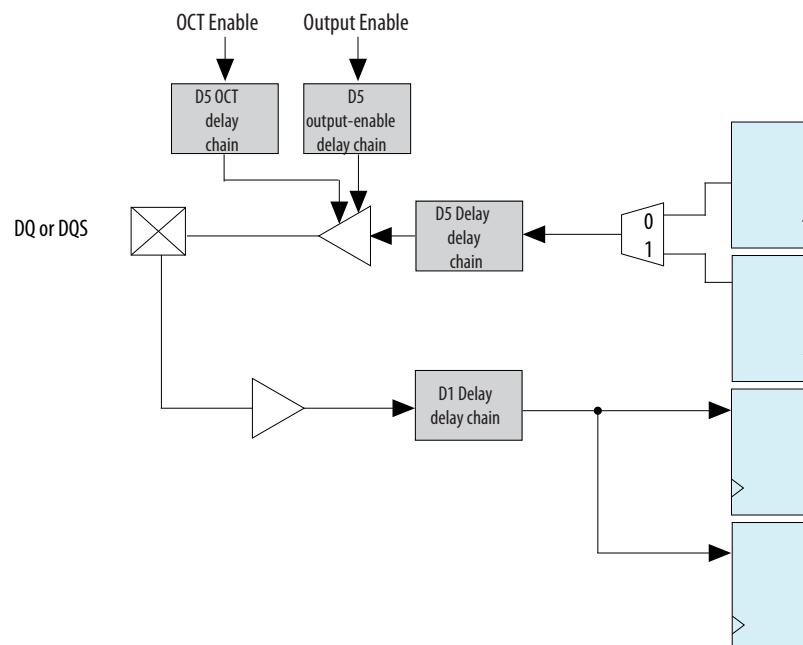 OCT Enable
Output Enable
D5 OCT
delay
chain
D5
output-enable
delay chain
DQ or DQS
D5 Delay
delay
chain
0
1
D1 Delay
delay chain